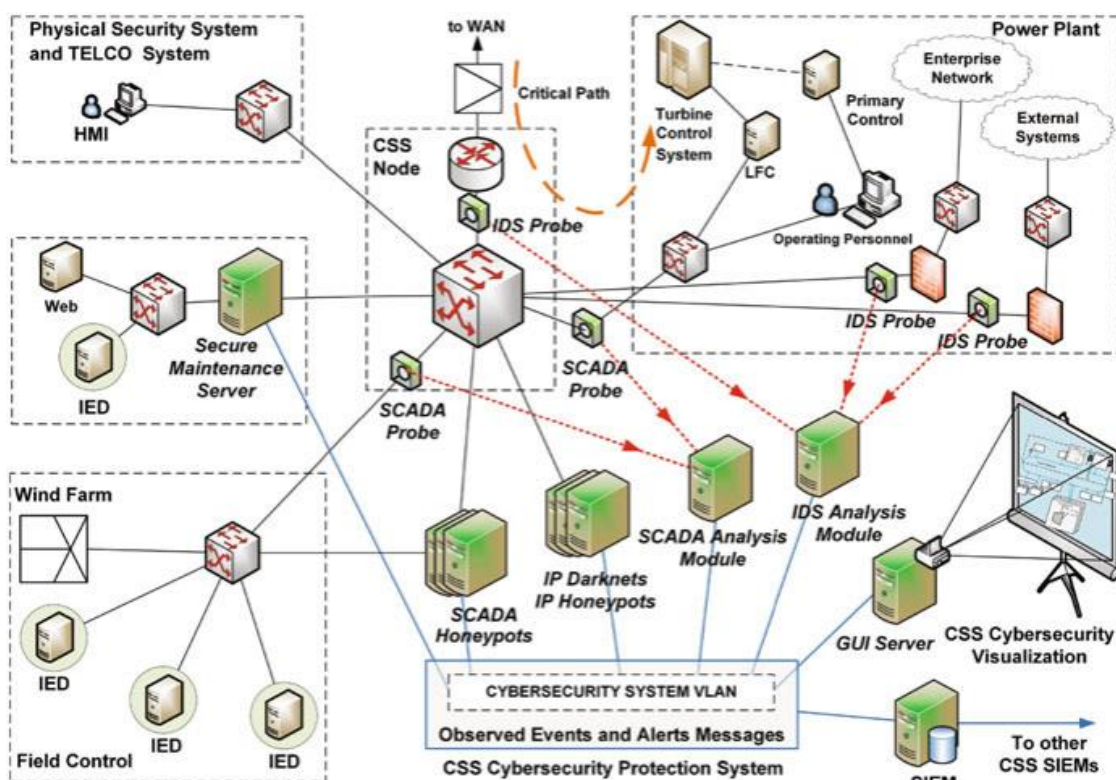 Physical Security System
and TELCO System
HMI
to WAN
Critical Path
CSS
Node
IDS Probe
Power Plant
Turbine
Control
System
LFC
Primary
Control
Enterprise
Network
External
Systems
Operating Personnel
IDS Probe
IDS Probe
SCADA
Probe
Web
IED
Secure
Maintenance
Server
SCADA
Probe
Wind Farm
IED
IED
IED
Field Control
SCADA
Honeypots
IP Darknets
IP Honeypots
SCADA Analysis
Module
IDS Analysis
Module
GUI Server
CSS Cybersecurity
Visualization
CYBERSECURITY SYSTEM VLAN
Observed Events and Alerts Messages
CSS Cybersecurity Protection System
SIEM
To other
CSS SIEMs